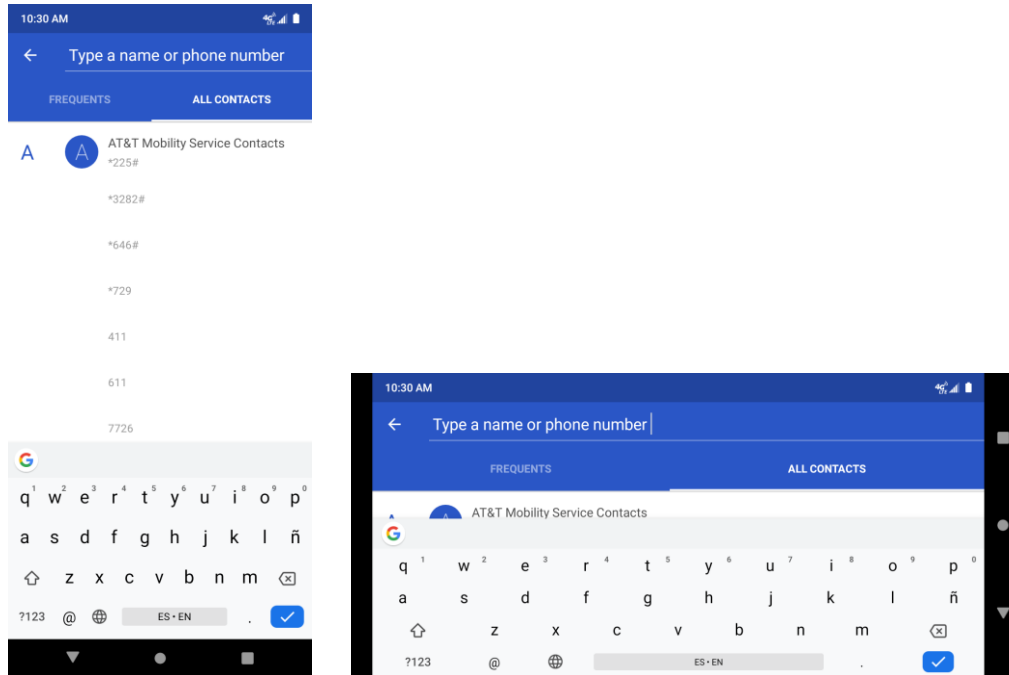 10:30 AM
Type a name or phone number
FREQUENTS
ALL CONTACTS
A
A
AT&T Mobility Service Contacts
*225#
*3282#
*646#
*729
411
611
7726
G
q1 w2 e3 r4 t5 y6 u7 i8 o9 p0
a s d f g h j k l ñ
z x c v b n m
?123 @ ES • EN .
10:30 AM
Type a name or phone number
FREQUENTS
ALL CONTACTS
AT&T Mobility Service Contacts
G
q1 w2 e3 r4 t5 y6 u7 i8 o9 p0
a s d f g h j k l ñ
z x c v b n m
?123 @ ES • EN .